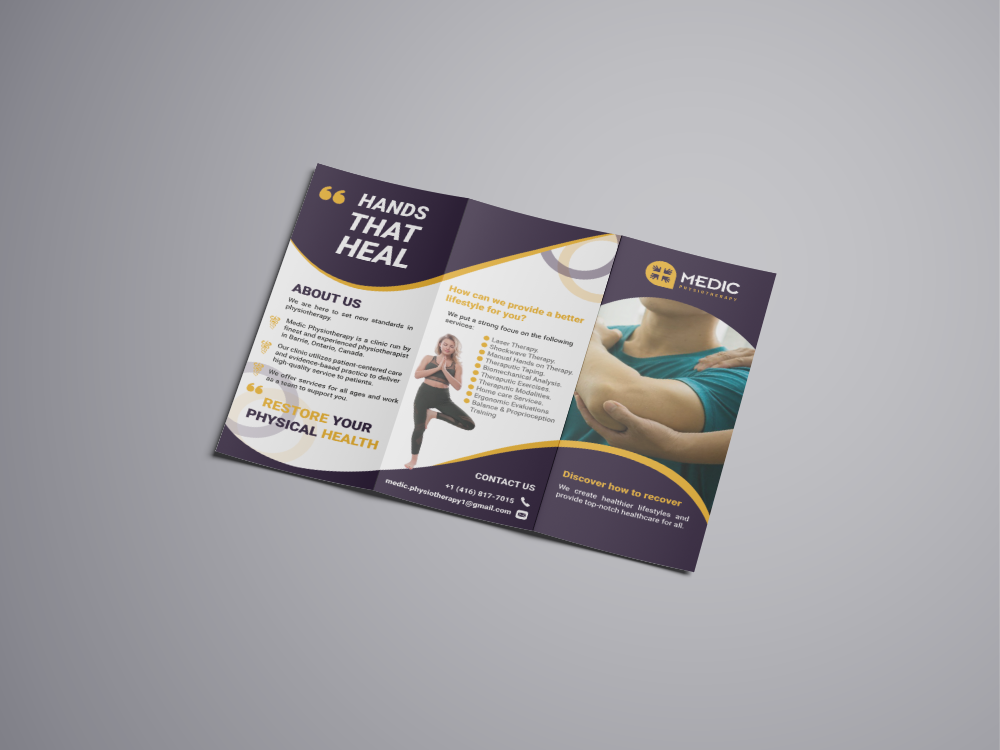 “
HANDS
THAT
HEAL
ABOUT US
We are here to set new standards in
physiotherapy.
Medic Physiotherapy is a clinic run by
finest and experienced physiotherapist
in Barrie, Ontario, Canada.
Our clinic utilizes patient-centered care
and evidence-based practice to deliver
high-quality service to patients.
We offer services for all ages and work
as a team to support you.
“
RESTORE YOUR
PHYSICAL HEALTH
How can we provide a better
lifestyle for you?
We put a strong focus on the following
services:
Laser Therapy.
Shockwave Therapy.
Manual Hands on Therapy.
Theraputic Taping.
Biomechanical Analysis.
Theraputic Exercises.
Theraputic Modalities.
Home care Services.
Ergonomic Evaluations
Balance & Proprioception
Training
CONTACT US
+1 (416) 817-7015
medic.physiotherapy1@gmail.com
MEDIC
PHYSIOTHERAPY
Discover how to recover
We create healthier lifestyles and
provide top-notch healthcare for all.